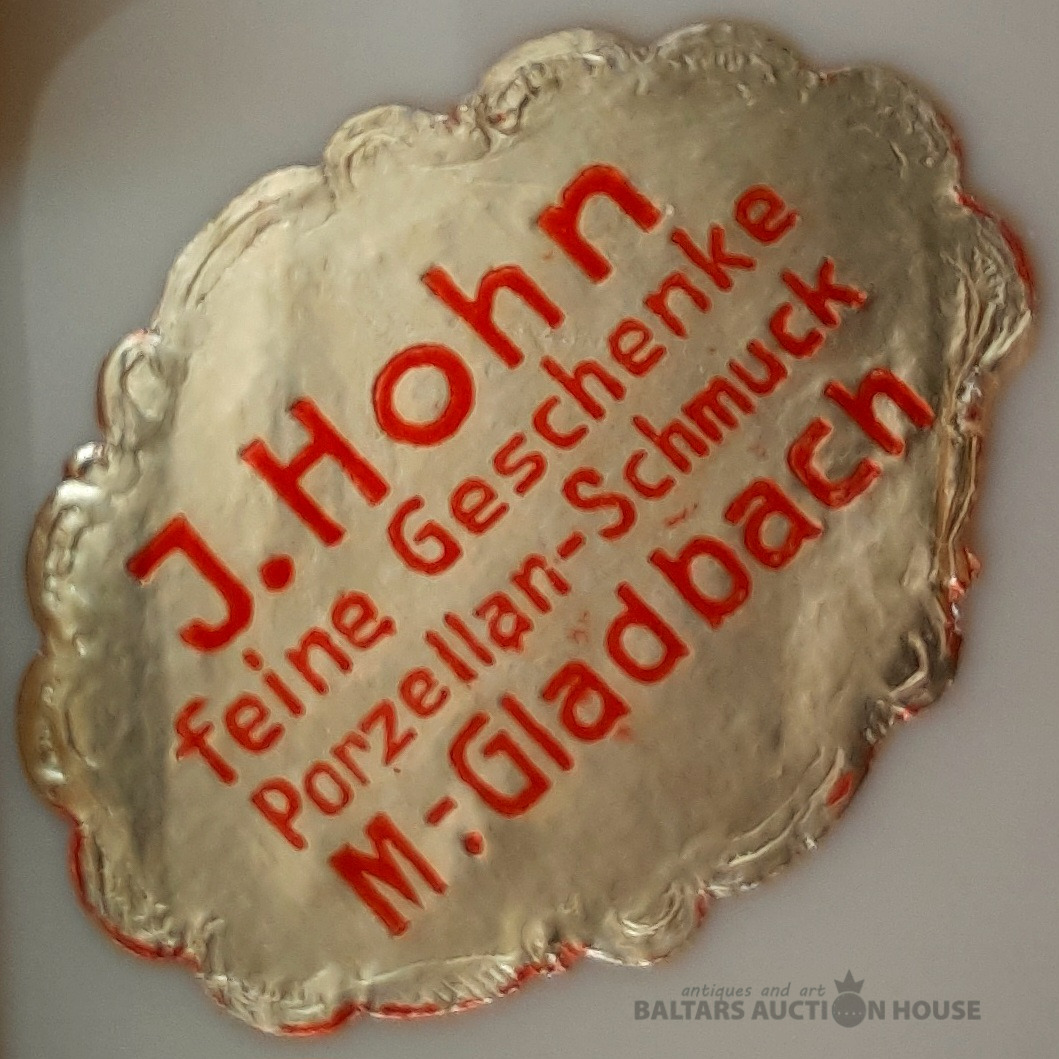 J. Hohn
feine Geschenke
Porzellan-Schmuck
M.-Gladbach
antiques and art
BALTARS AUCTION HOUSE